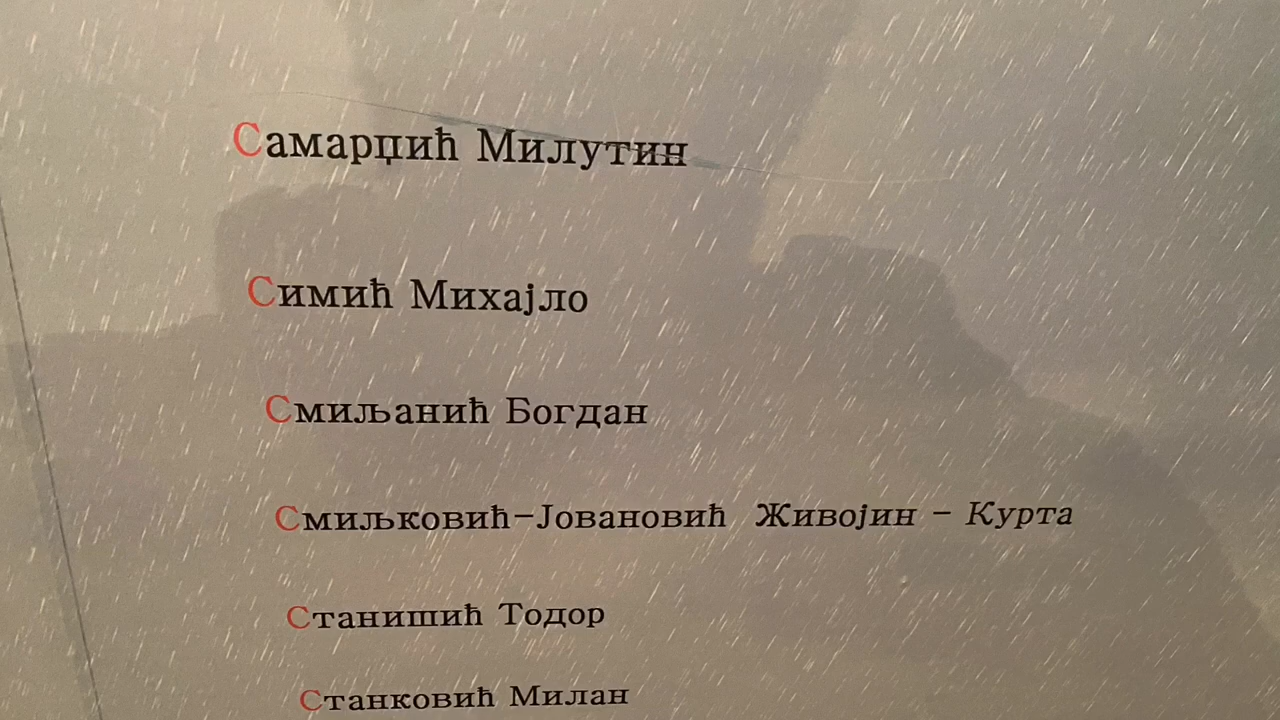 Самарџић Милутин
Симић Михајло
Смиљанић Богдан
Смиљковић-Јовановић Живојин - Курта
Станишић Тодор
Станковић Милан